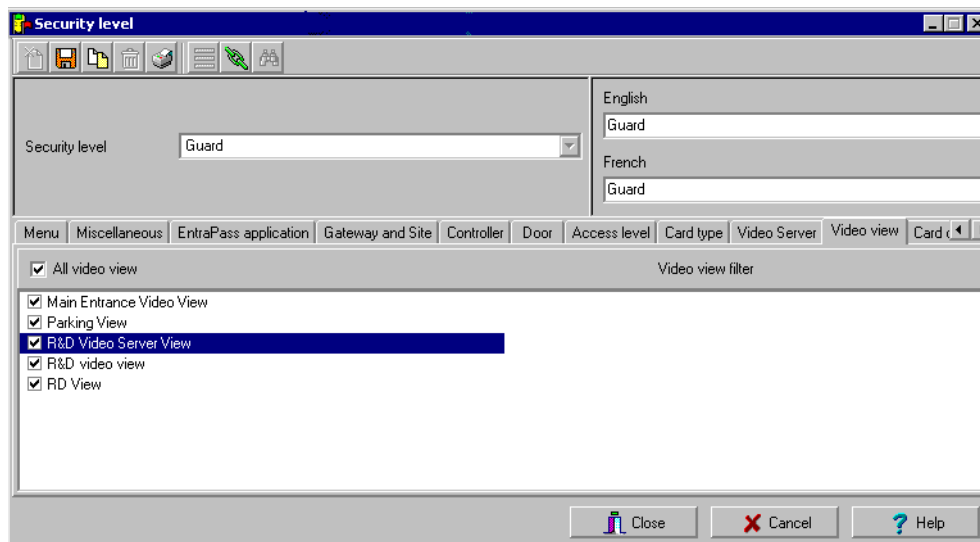 Security level
English
Guard
Security level Guard
French
Guard
Menu Miscellaneous EntraPass application Gateway and Site Controller Door Access level Card type Video Server Video view Card
All video view Video view filter
Main Entrance Video View
Parking View
R&D Video Server View
R&D video view
RD View
Close Cancel Help